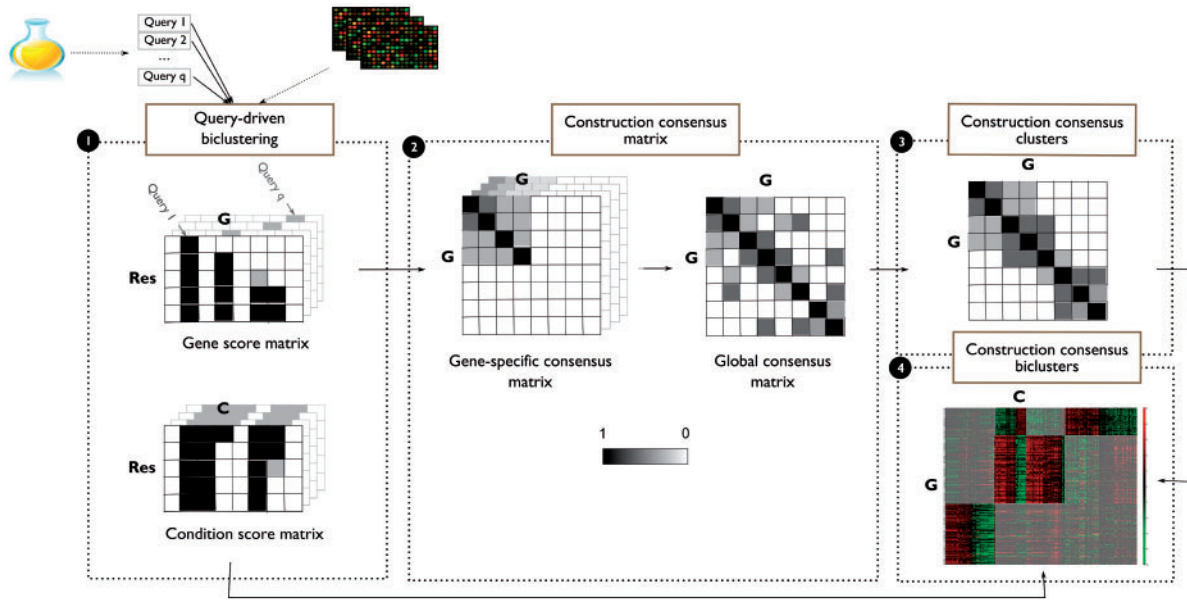 Query 1
Query 2
...
Query q
Query-driven
biclustering
1
Query 1
Query q
G
Res
Gene score matrix
C
Res
Condition score matrix
Construction consensus
matrix
2
G
G
Gene-specific consensus
matrix
G
Global consensus
matrix
1
0
Construction consensus
clusters
3
G
G
Construction consensus
biclusters
4
C
G